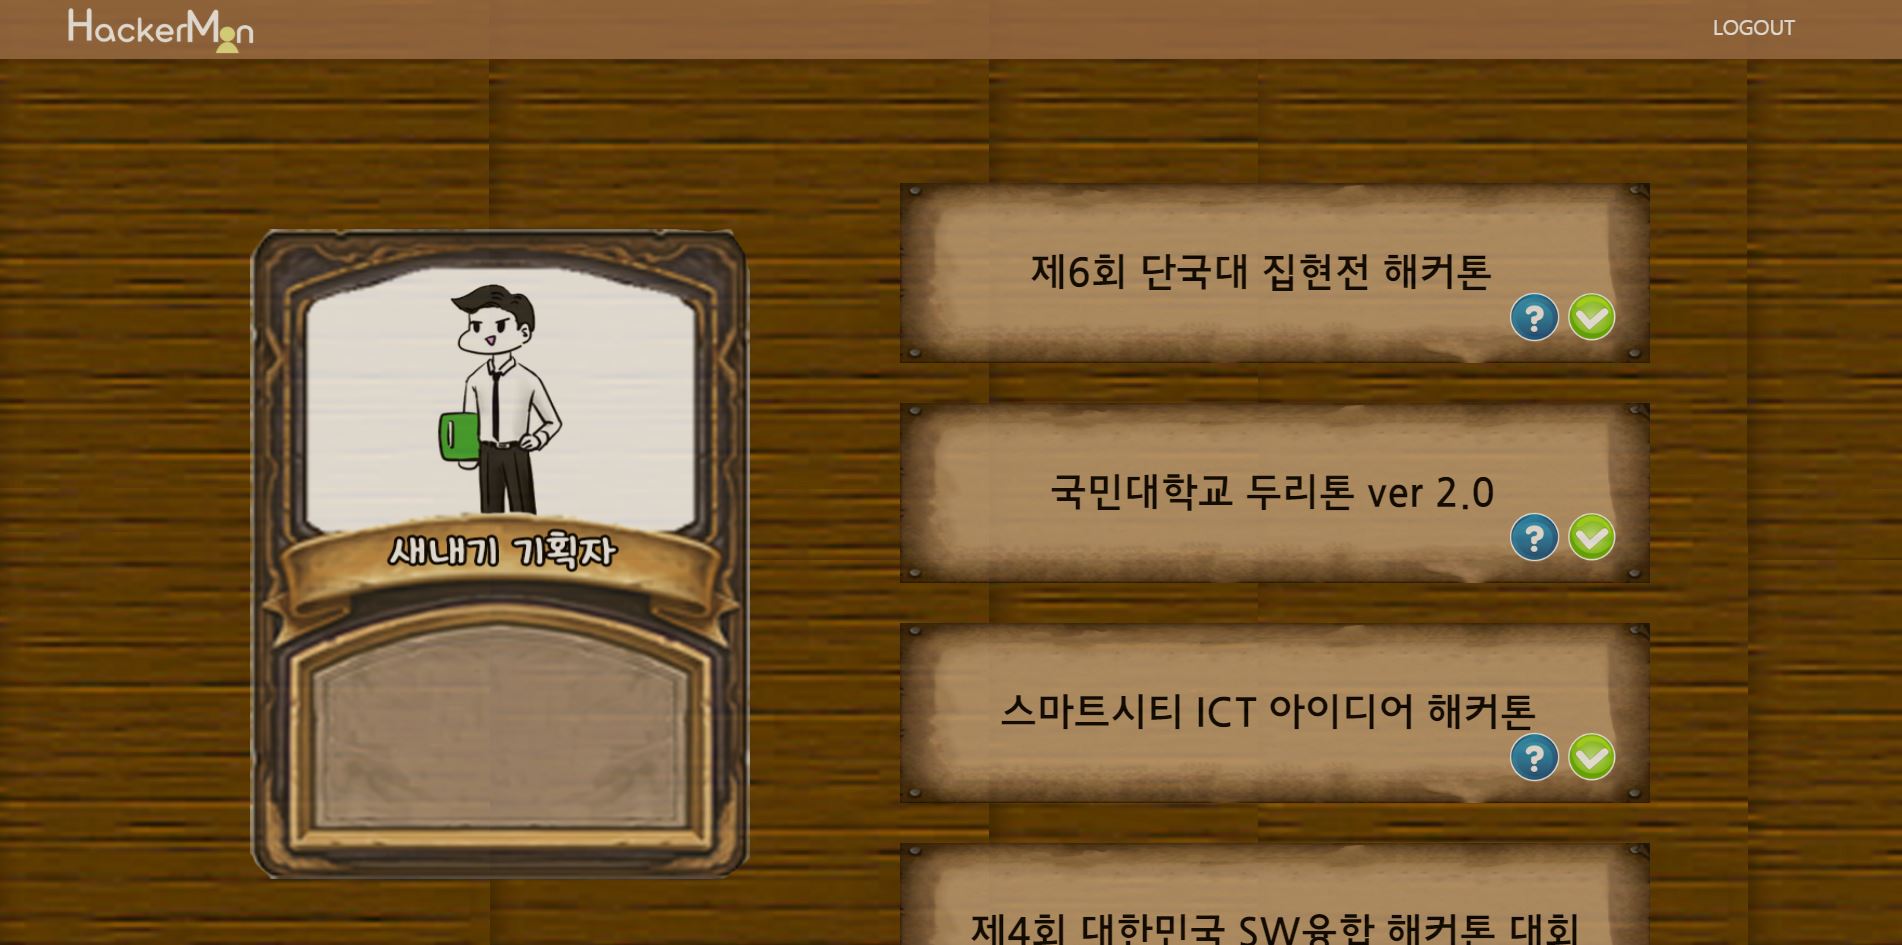 HackerMon
LOGOUT
새내기 기획자
제6회 단국대 집현전 해커톤
국민대학교 두리톤 ver 2.0
스마트시티 ICT 아이디어 해커톤
제4회 대한민국 SW융합 해커톤 대회